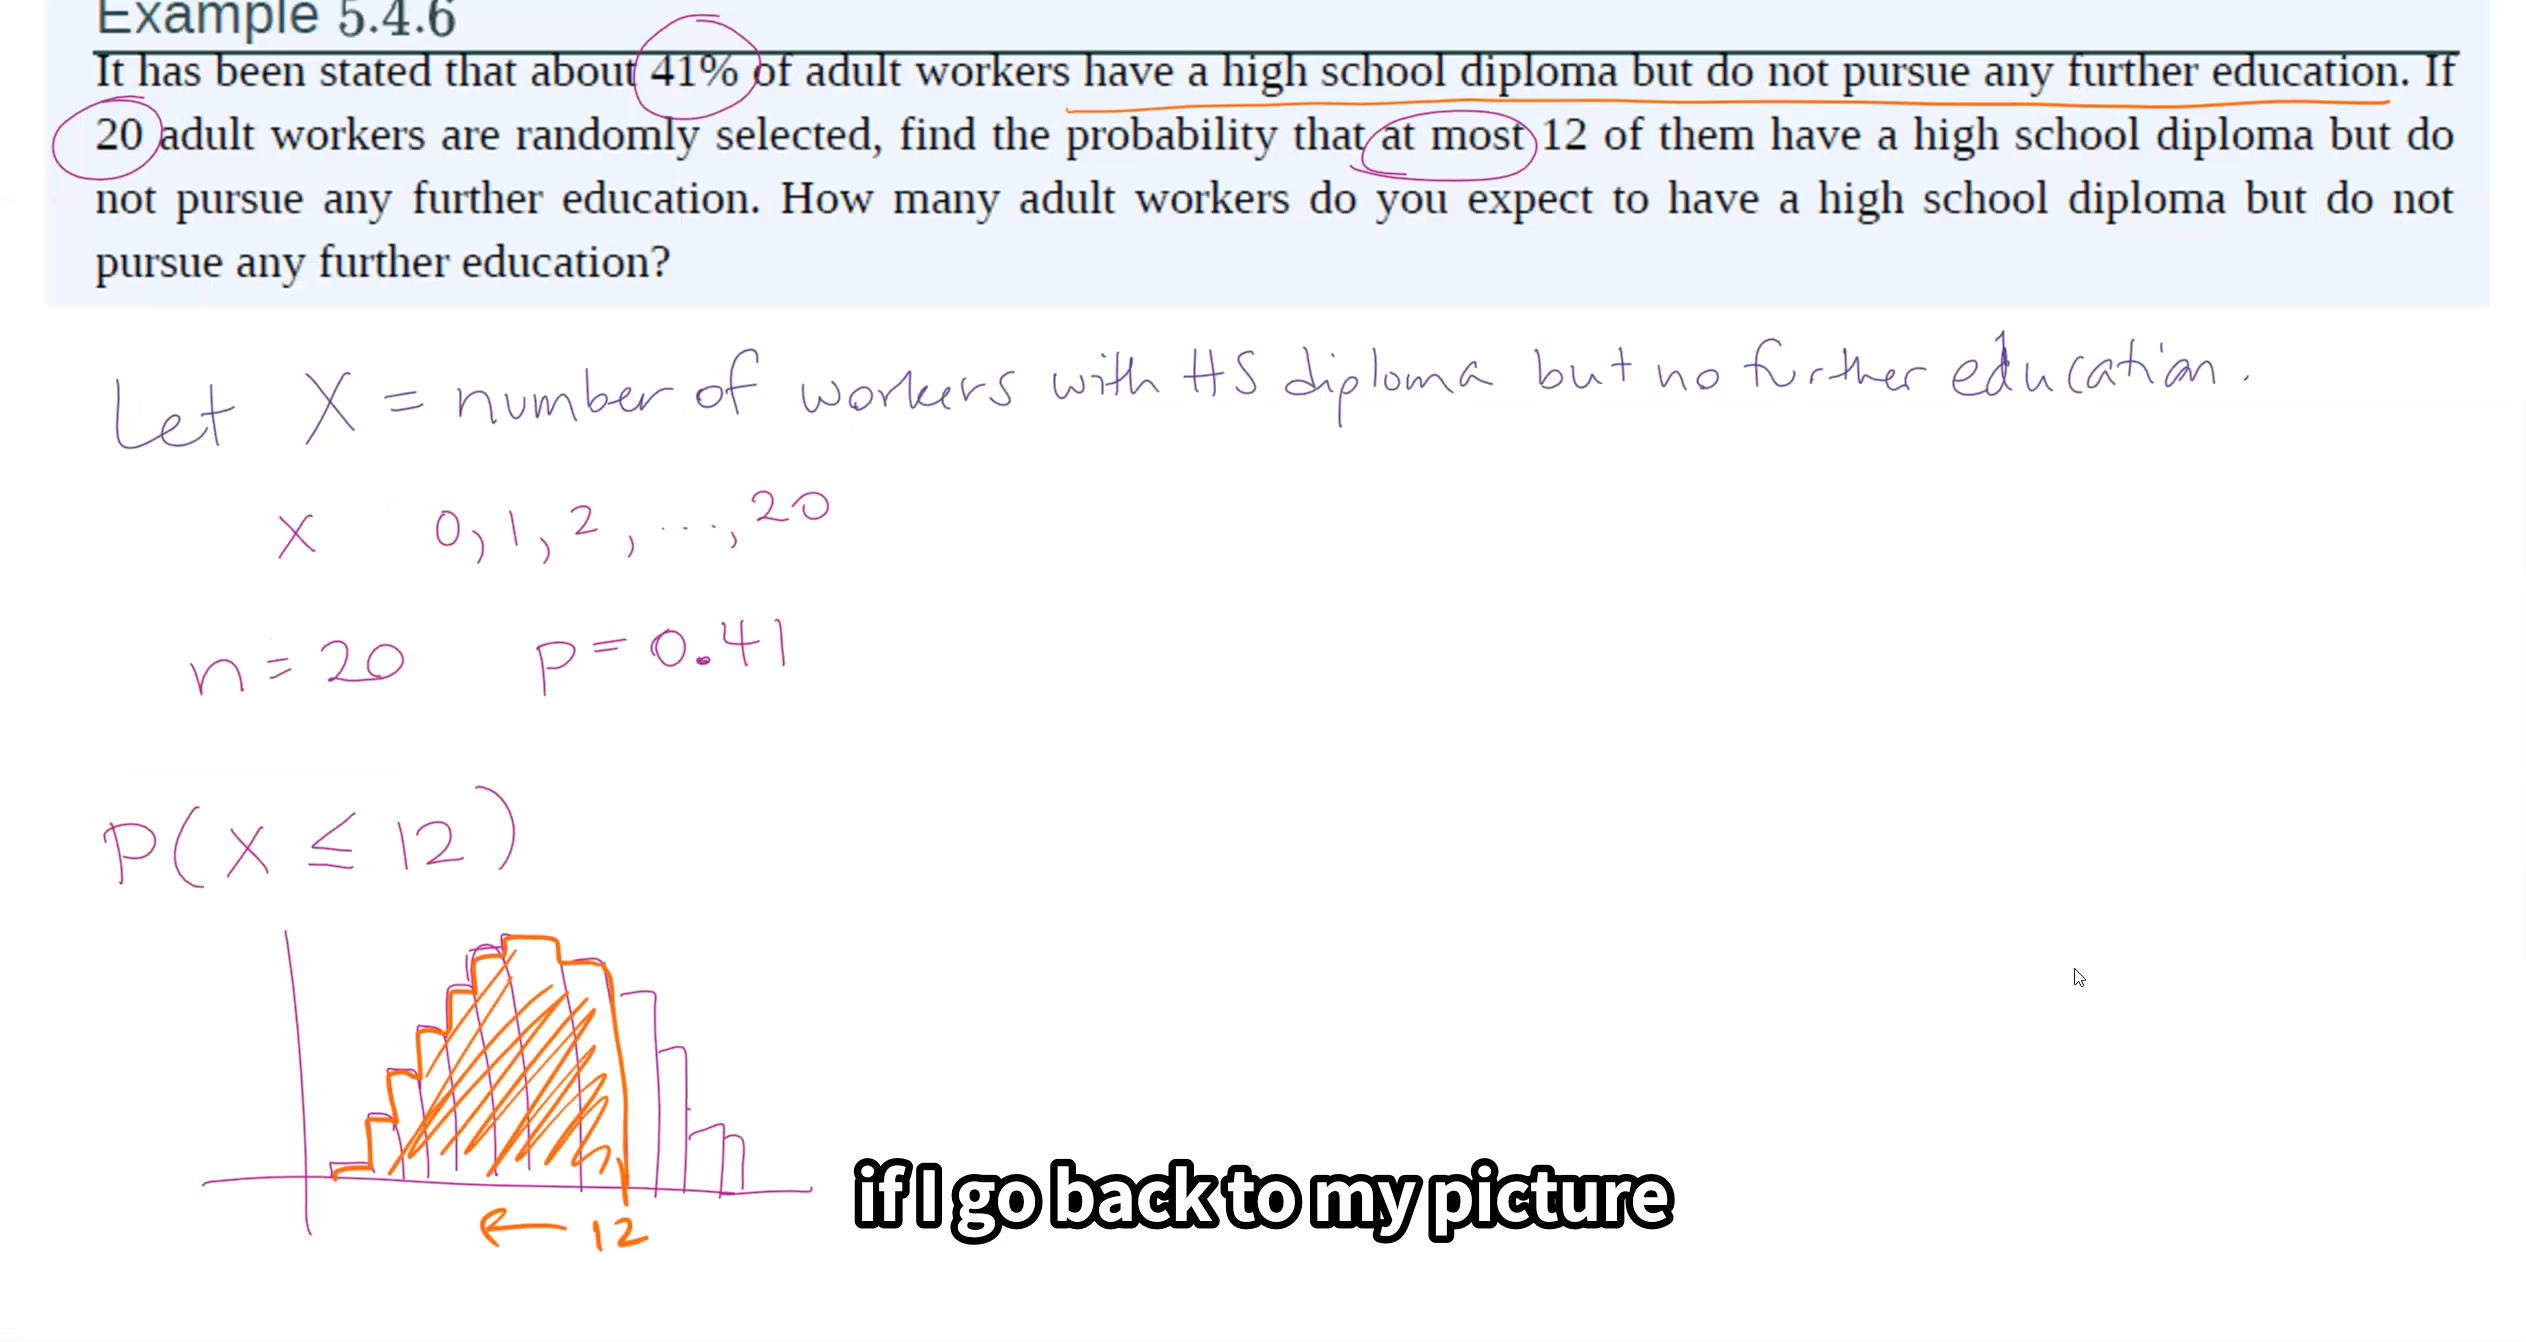 Example 5.4.6
It has been stated that about 41% of adult workers have a high school diploma but do not pursue any further education. If
20 adult workers are randomly selected, find the probability that at most 12 of them have a high school diploma but do
not pursue any further education. How many adult workers do you expect to have a high school diploma but do not
pursue any further education?
Let X = number of workers with HS diploma but no further education.
x 0, 1, 2, ..., 20
n = 20 p = 0.41
P(X ≤ 12)
← 12
if I go back to my picture